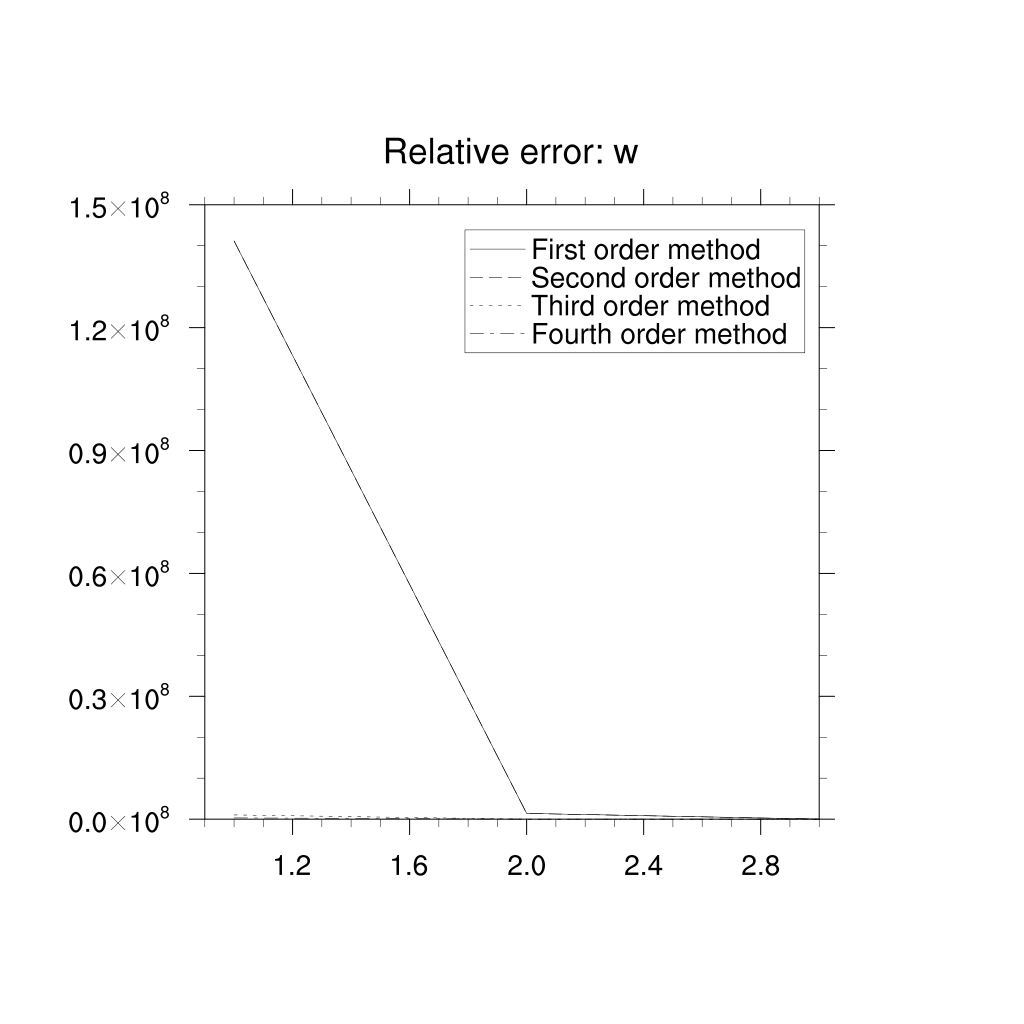 Relative error: w
1.5×10⁸
1.2×10⁸
0.9×10⁸
0.6×10⁸
0.3×10⁸
0.0×10⁸
First order method
Second order method
Third order method
Fourth order method
1.2 1.6 2.0 2.4 2.8